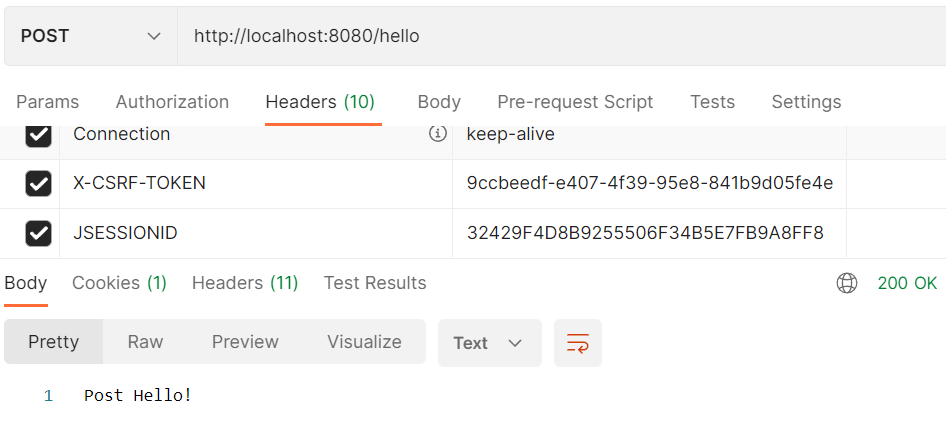 POST http://localhost:8080/hello
Params Authorization Headers (10) Body Pre-request Script Tests Settings
Connection keep-alive
X-CSRF-TOKEN 9ccbeedf-e407-4f39-95e8-841b9d05fe4e
JSESSIONID 32429F4D8B9255506F34B5E7FB9A8FF8
Body Cookies (1) Headers (11) Test Results 200 OK
Pretty Raw Preview Visualize Text
1 Post Hello!